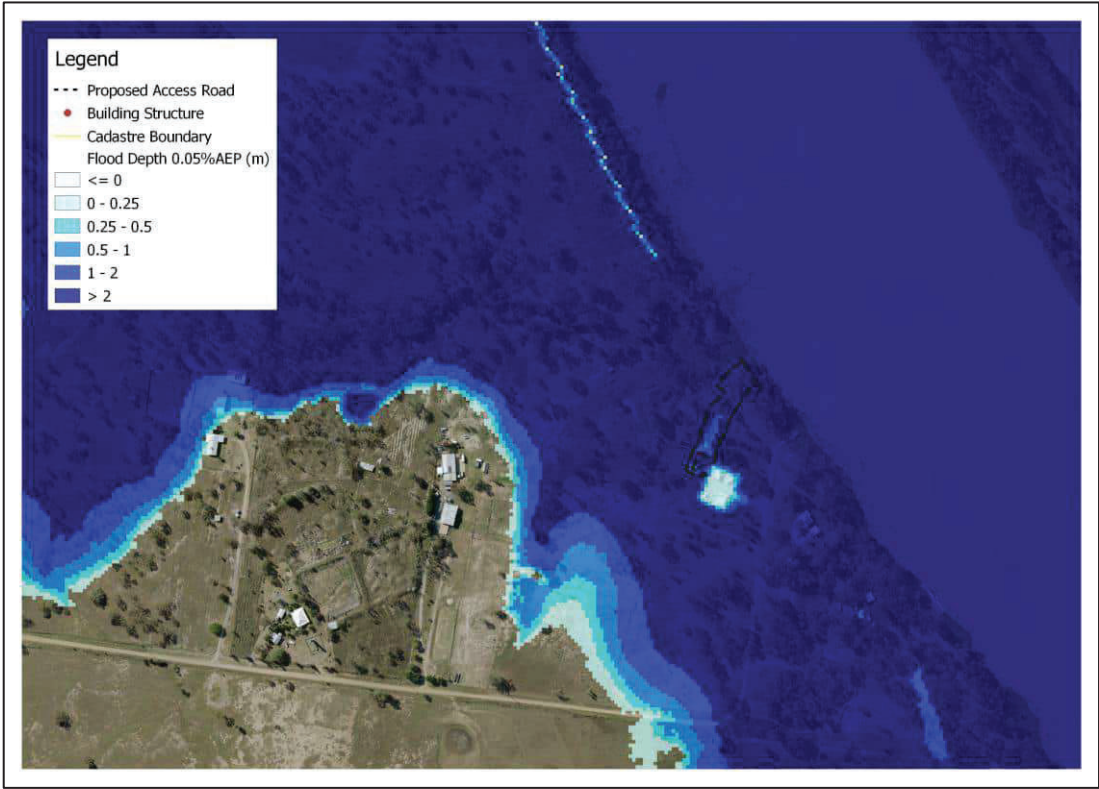 Legend
Proposed Access Road
Building Structure
Cadastre Boundary
Flood Depth 0.05%AEP (m)
<= 0
0 - 0.25
0.25 - 0.5
0.5 - 1
1 - 2
> 2